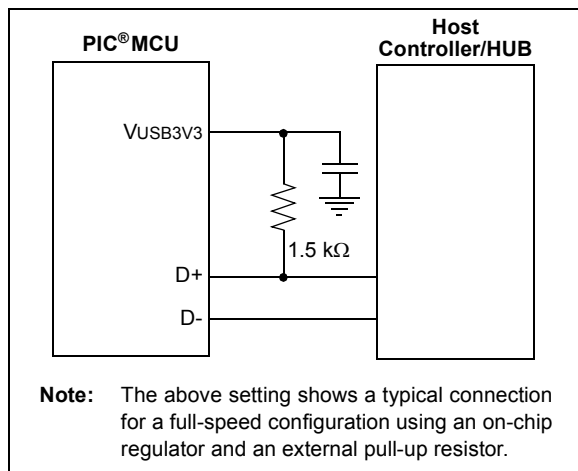 PIC® MCU
Host
Controller/HUB
VUSB3V3
1.5 kΩ
D+
D-
Note: The above setting shows a typical connection
for a full-speed configuration using an on-chip
regulator and an external pull-up resistor.